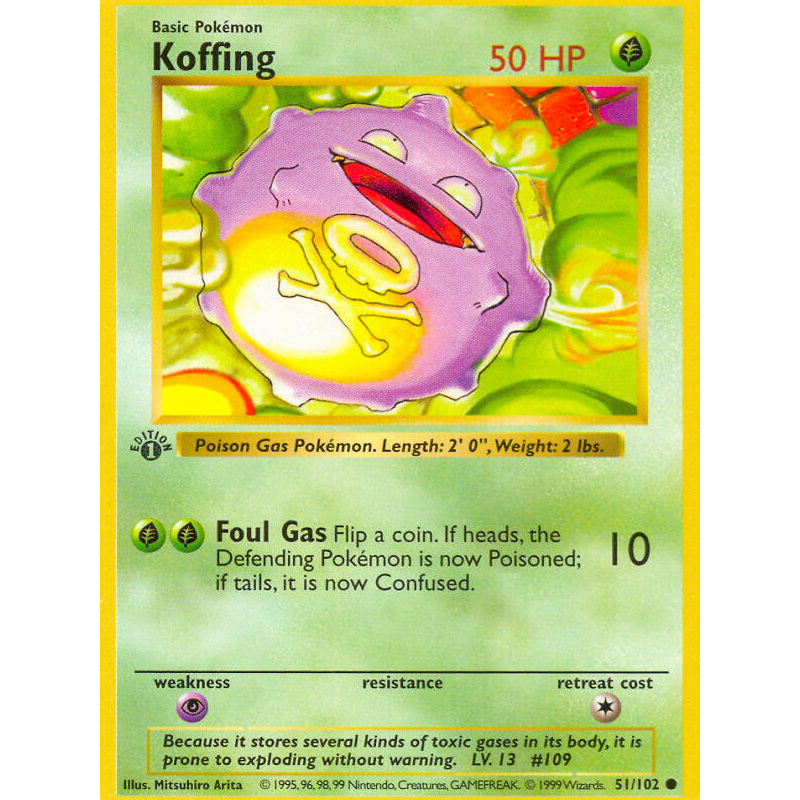 Basic Pokémon
Koffing 50 HP
EDITION 1
Poison Gas Pokémon. Length: 2' 0", Weight: 2 lbs.
Foul Gas Flip a coin. If heads, the
Defending Pokémon is now Poisoned;
if tails, it is now Confused.
10
weakness resistance retreat cost
Because it stores several kinds of toxic gases in its body, it is
prone to exploding without warning. LV. 13 #109
Illus. Mitsuhiro Arita © 1995, 96, 98, 99 Nintendo, Creatures, GAMEFREAK. © 1999 Wizards. 51/102